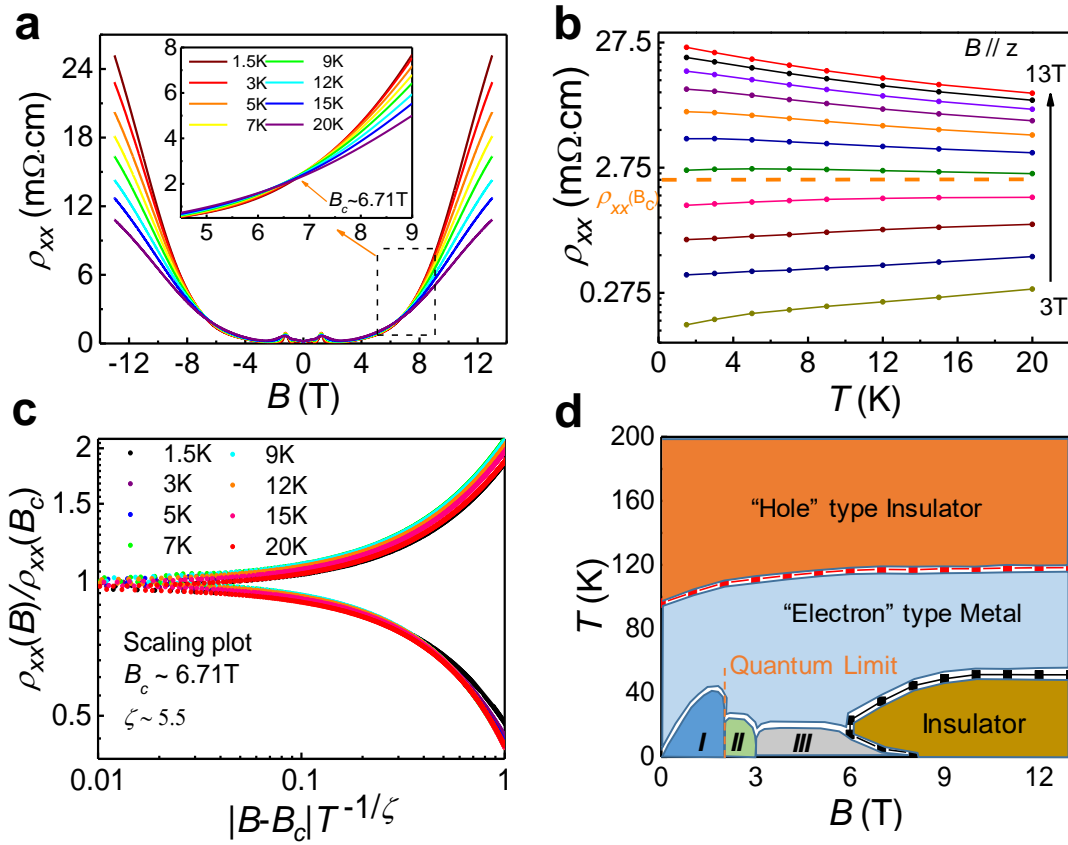 a
ρxx (mΩ·cm)
24
18
12
6
0
-12 -8 -4 0 4 8 12
B (T)
8
6
4
2
5 6 7 8 9
1.5K 9K
3K 12K
5K 15K
7K 20K
Bc~6.71T
b
ρxx (mΩ·cm)
27.5
2.75
0.275
ρxx(Bc)
B // z
13T
3T
0 4 8 12 16 20
T (K)
c
ρxx(B)/ρxx(Bc)
2
1.5
1
0.5
1.5K 9K
3K 12K
5K 15K
7K 20K
Scaling plot
Bc ~ 6.71T
ζ ~ 5.5
0.01 0.1 1
|B-Bc|T-1/ζ
d
T (K)
200
160
120
80
40
0
“Hole” type Insulator
“Electron” type Metal
Quantum Limit
Insulator
I II III
0 3 6 9 12
B (T)